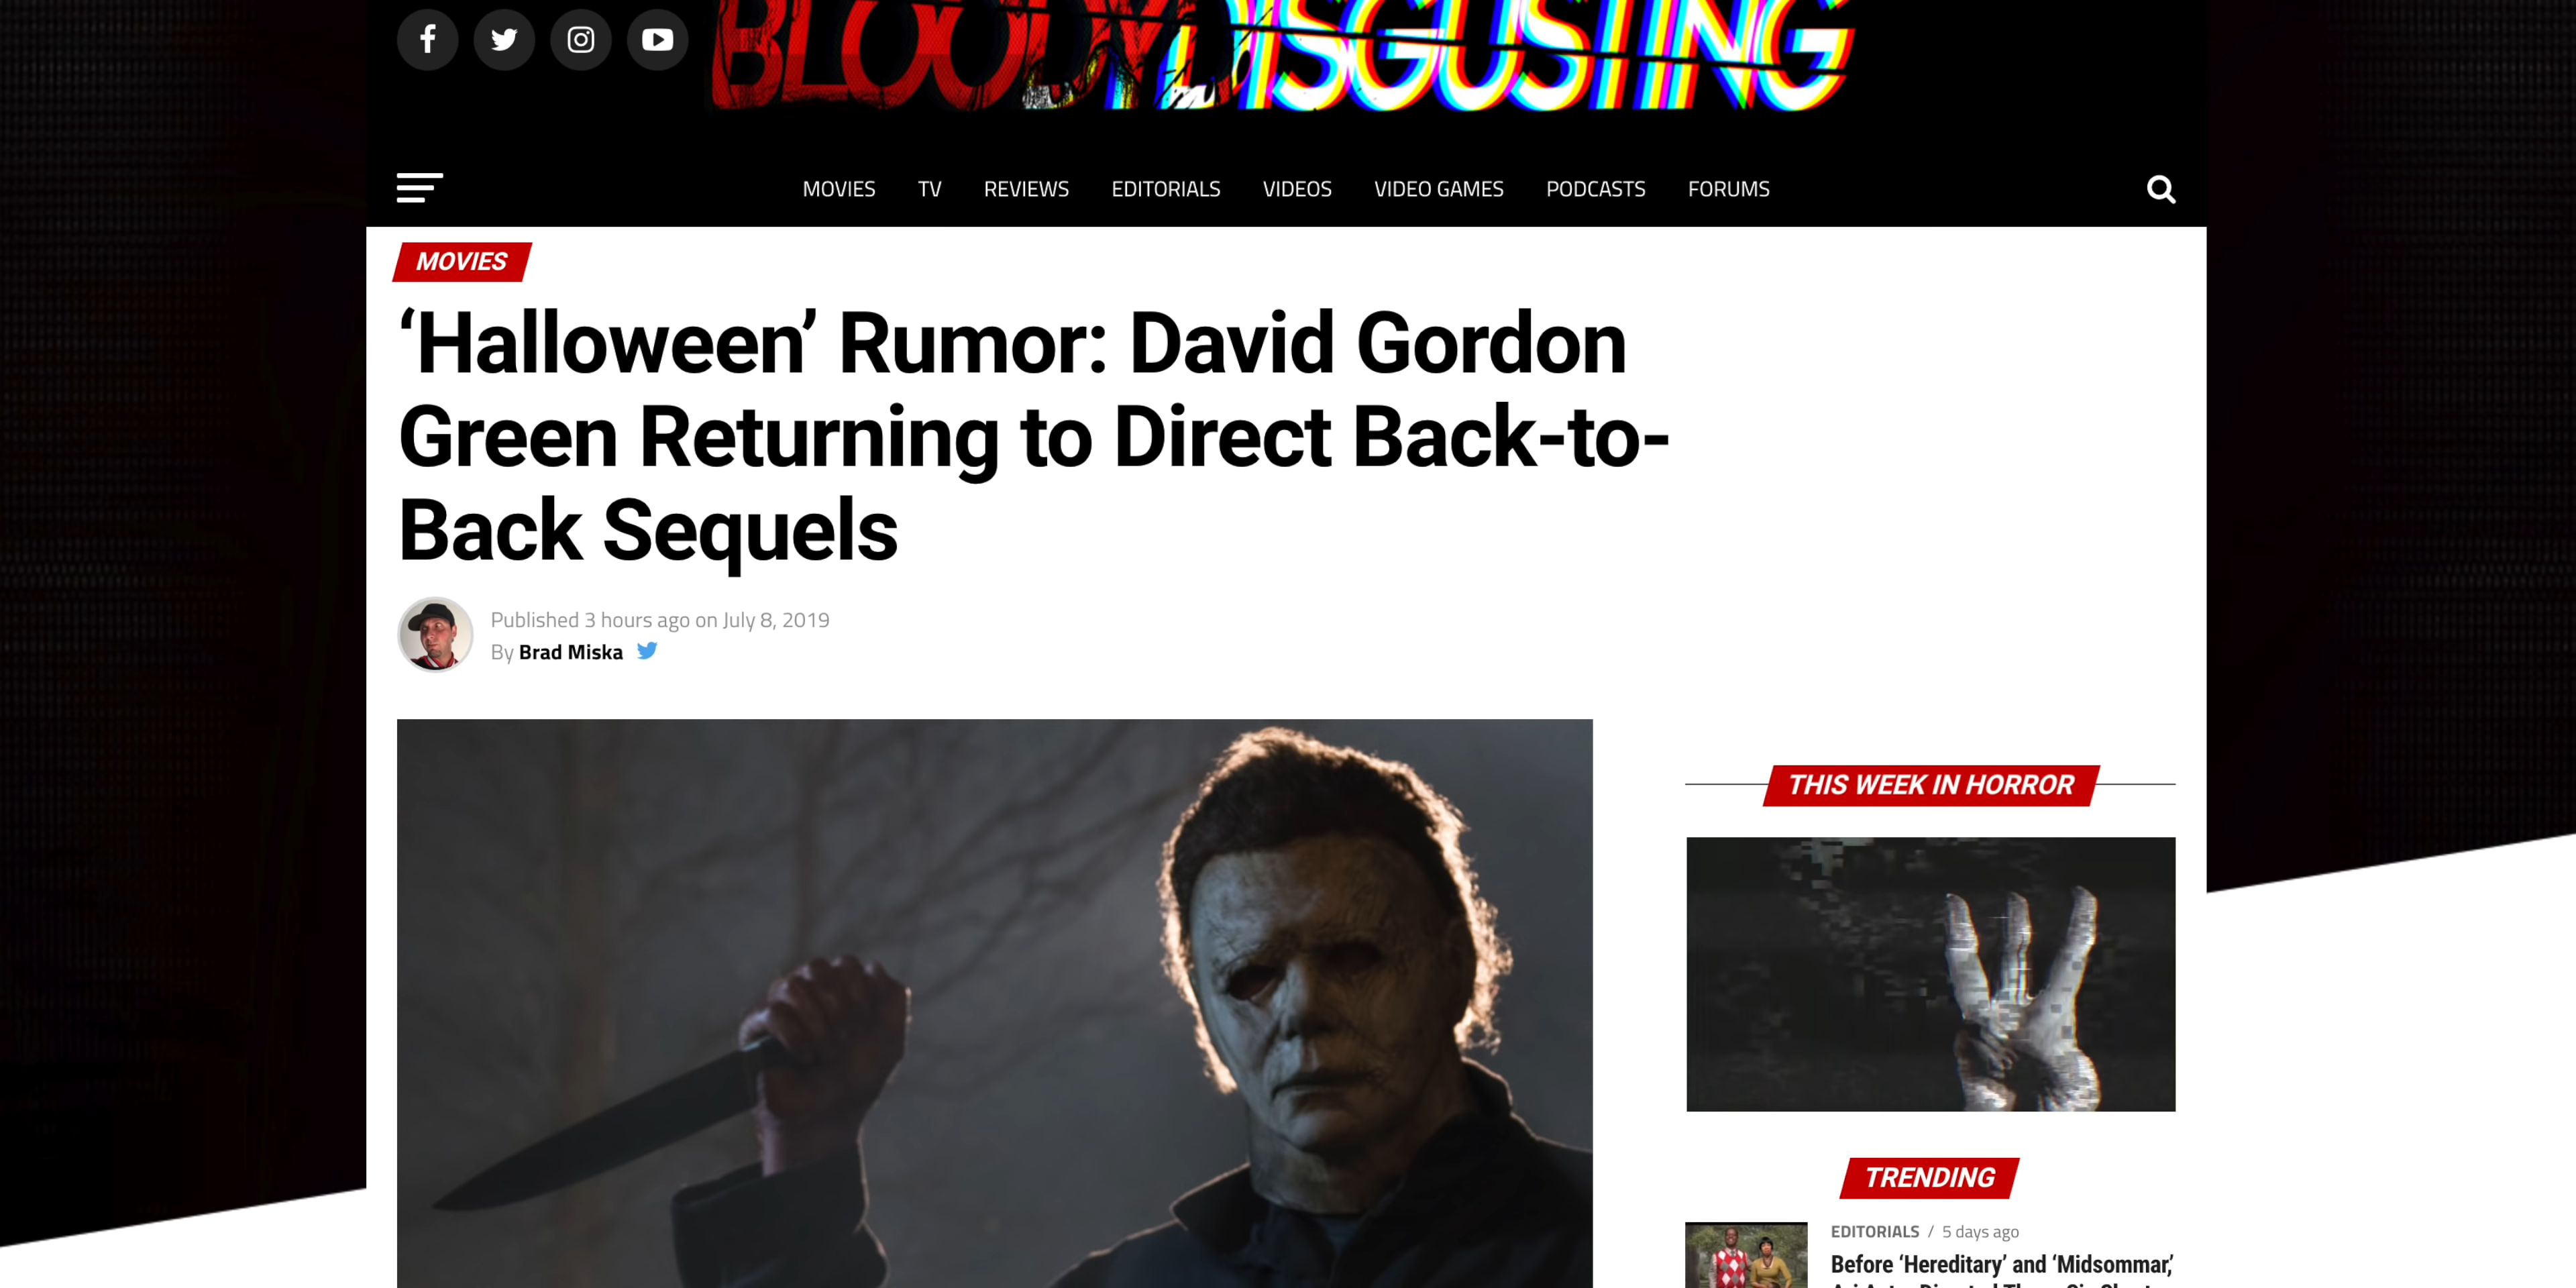 BLOODY DISGUSTING
MOVIES TV REVIEWS EDITORIALS VIDEOS VIDEO GAMES PODCASTS FORUMS
MOVIES
‘Halloween’ Rumor: David Gordon
Green Returning to Direct Back-to-
Back Sequels
Published 3 hours ago on July 8, 2019
By Brad Miska
THIS WEEK IN HORROR
TRENDING
EDITORIALS / 5 days ago
Before ‘Hereditary’ and ‘Midsommar,’